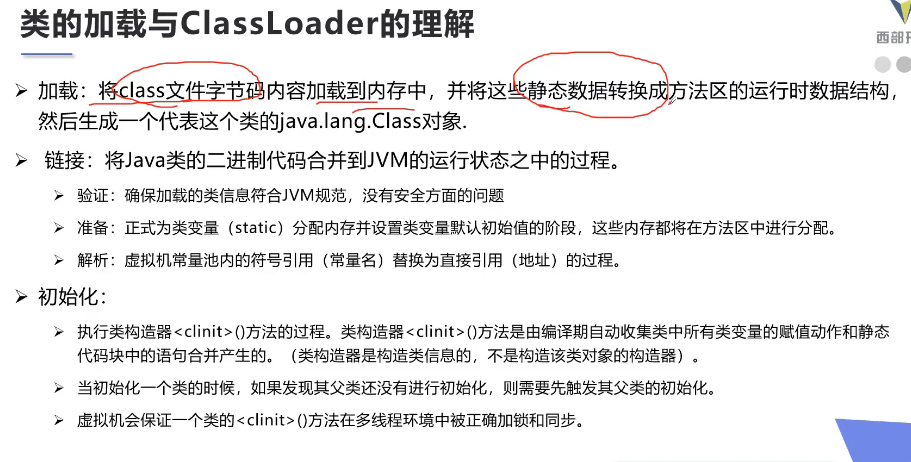 类的加载与ClassLoader的理解
西部开
加载：将class文件字节码内容加载到内存中，并将这些静态数据转换成方法区的运行时数据结构，
然后生成一个代表这个类的java.lang.Class对象.
链接：将Java类的二进制代码合并到JVM的运行状态之中的过程。
验证：确保加载的类信息符合JVM规范，没有安全方面的问题
准备：正式为类变量（static）分配内存并设置类变量默认初始值的阶段，这些内存都将在方法区中进行分配。
解析：虚拟机常量池内的符号引用（常量名）替换为直接引用（地址）的过程。
初始化：
执行类构造器<clinit>()方法的过程。类构造器<clinit>()方法是由编译期自动收集类中所有类变量的赋值动作和静态
代码块中的语句合并产生的。（类构造器是构造类信息的，不是构造该类对象的构造器）。
当初始化一个类的时候，如果发现其父类还没有进行初始化，则需要先触发其父类的初始化。
虚拟机会保证一个类的<clinit>()方法在多线程环境中被正确加锁和同步。